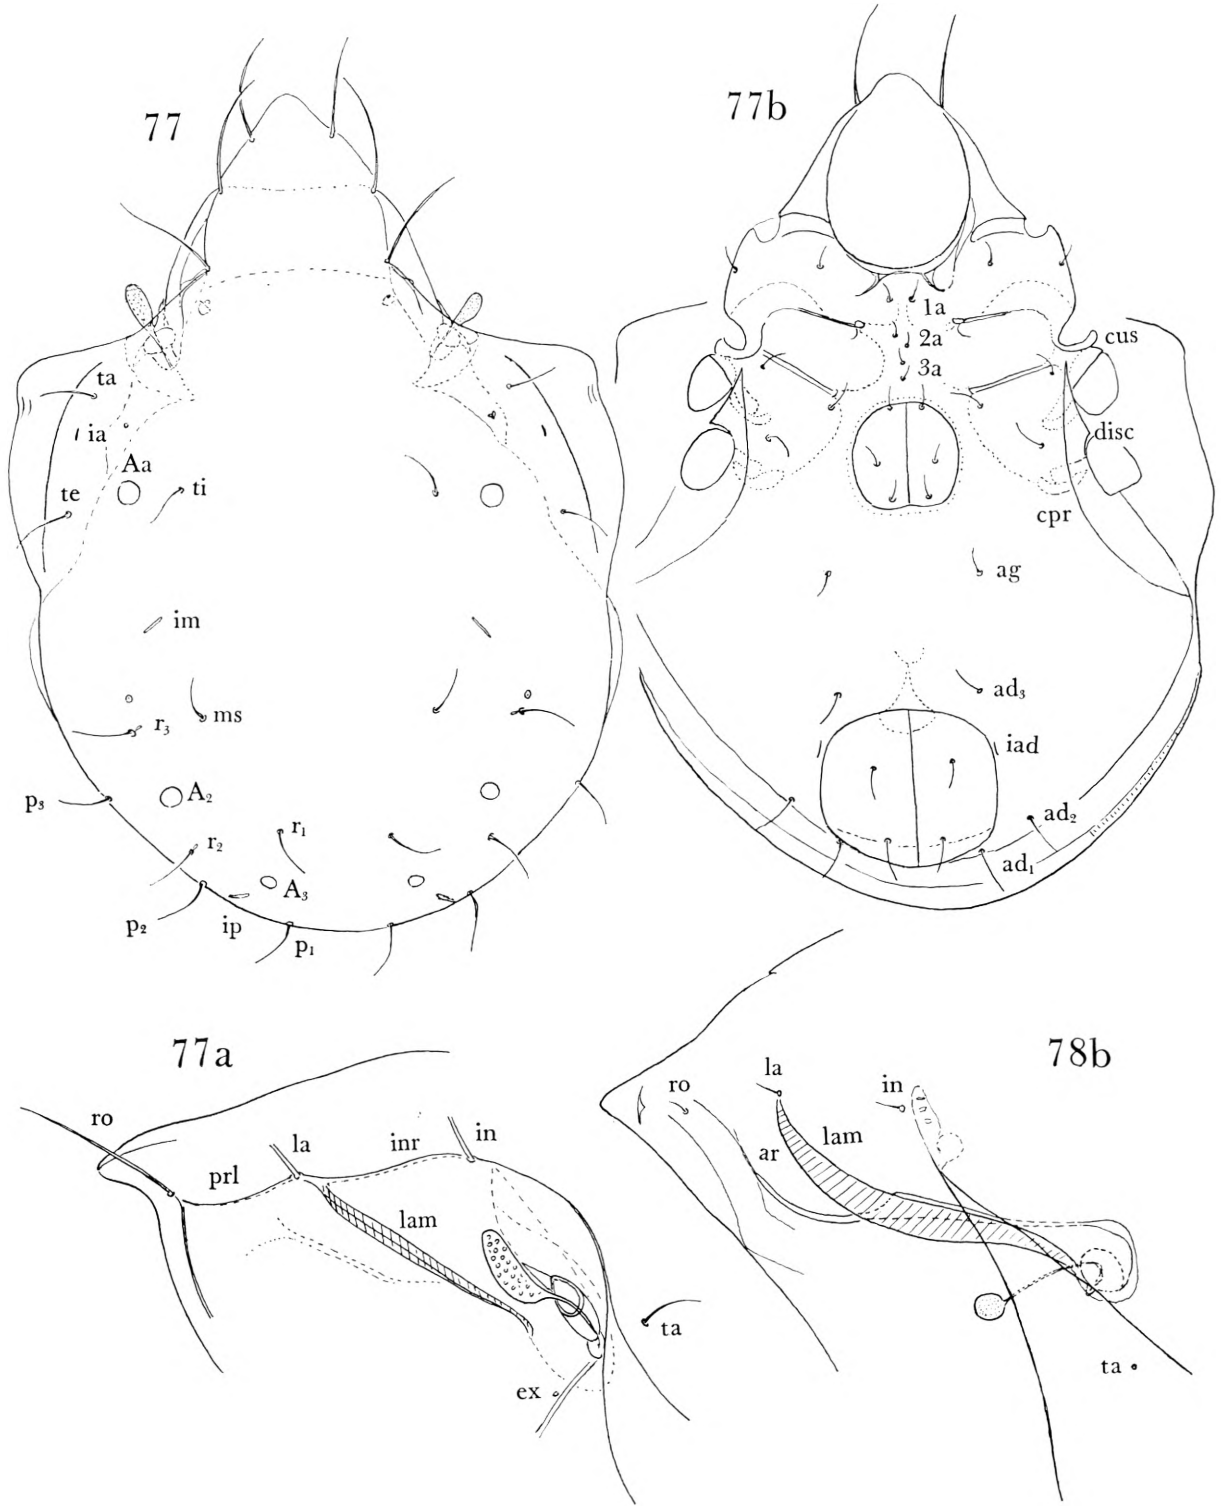 77
77b
1a
2a
cus
3a
ta
ia
disc
Aa
te
ti
cpr
ag
im
ad₃
r₃
ms
iad
p₃
A₂
ad₂
r₁
r₂
ad₁
A₃
p₂
ip
p₁
77a
78b
ro
la
inr
in
prl
lam
ta
ex
ro
la
in
lam
ar
ta